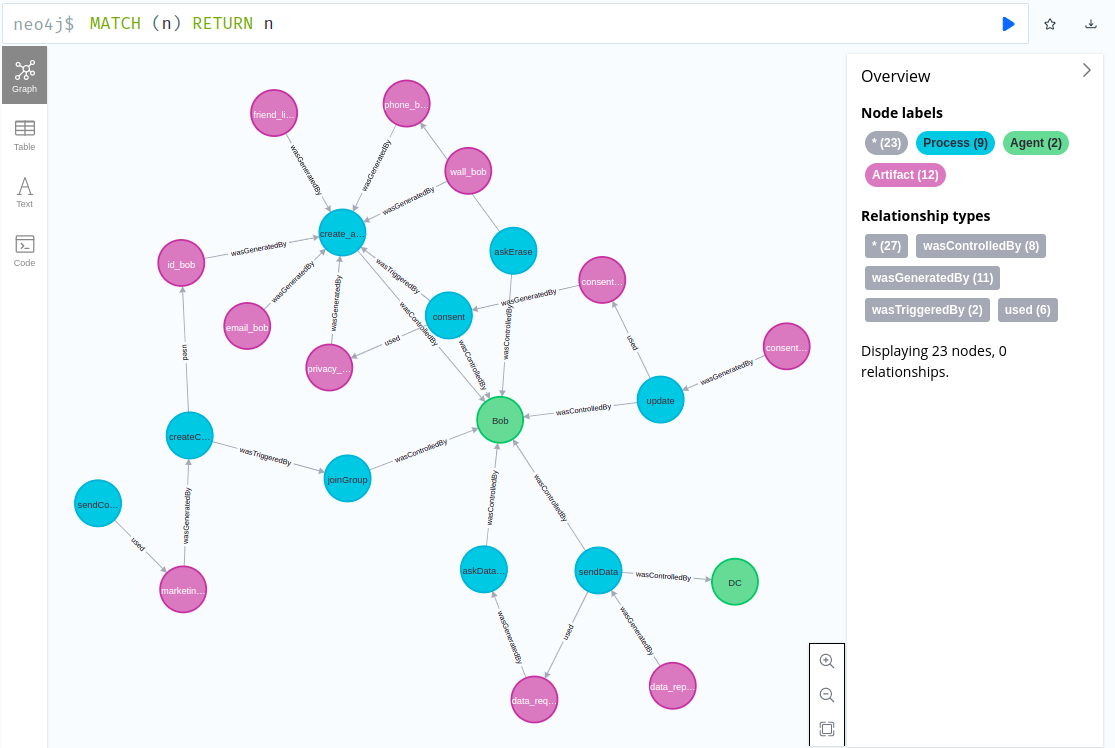 neo4j$ MATCH (n) RETURN n
Graph
Table
Text
Code
friend_li...
phone_b...
wall_bob
wasGeneratedBy
wasGeneratedBy
wasGeneratedBy
create_a...
askErase
id_bob
wasGeneratedBy
wasTriggeredBy
wasGeneratedBy
wasGeneratedBy
consent...
wasGeneratedBy
consent
wasControlledBy
wasControlledBy
email_bob
used
used
consent...
used
privacy_...
wasControlledBy
wasGeneratedBy
update
wasControlledBy
Bob
createC...
wasTriggeredBy
wasControlledBy
joinGroup
sendCo...
wasGeneratedBy
wasControlledBy
wasControlledBy
used
marketin...
askData...
sendData
wasControlledBy
DC
wasGeneratedBy
used
wasGeneratedBy
data_req...
data_rep...
Overview
Node labels
* (23)
Process (9)
Agent (2)
Artifact (12)
Relationship types
* (27)
wasControlledBy (8)
wasGeneratedBy (11)
wasTriggeredBy (2)
used (6)
Displaying 23 nodes, 0
relationships.